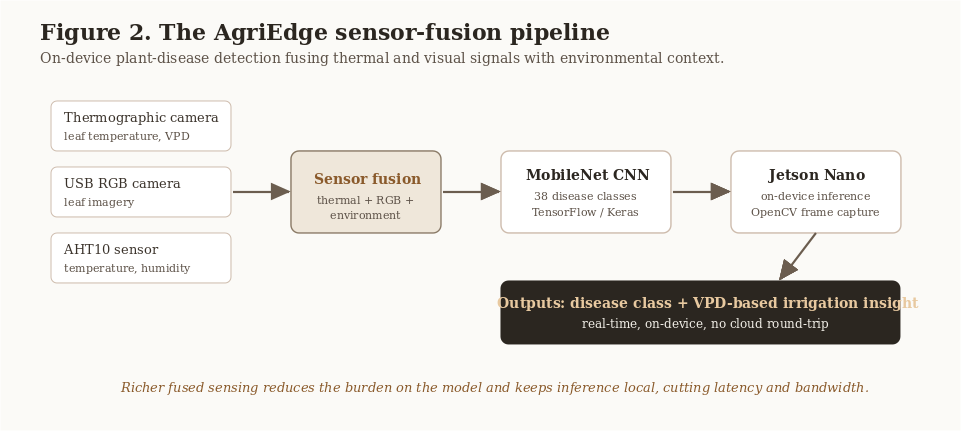 Figure 2. The AgriEdge sensor-fusion pipeline
On-device plant-disease detection fusing thermal and visual signals with environmental context.
Thermographic camera
leaf temperature, VPD
USB RGB camera
leaf imagery
AHT10 sensor
temperature, humidity
Sensor fusion
thermal + RGB +
environment
MobileNet CNN
38 disease classes
TensorFlow / Keras
Jetson Nano
on-device inference
OpenCV frame capture
Outputs: disease class + VPD-based irrigation insight
real-time, on-device, no cloud round-trip
Richer fused sensing reduces the burden on the model and keeps inference local, cutting latency and bandwidth.